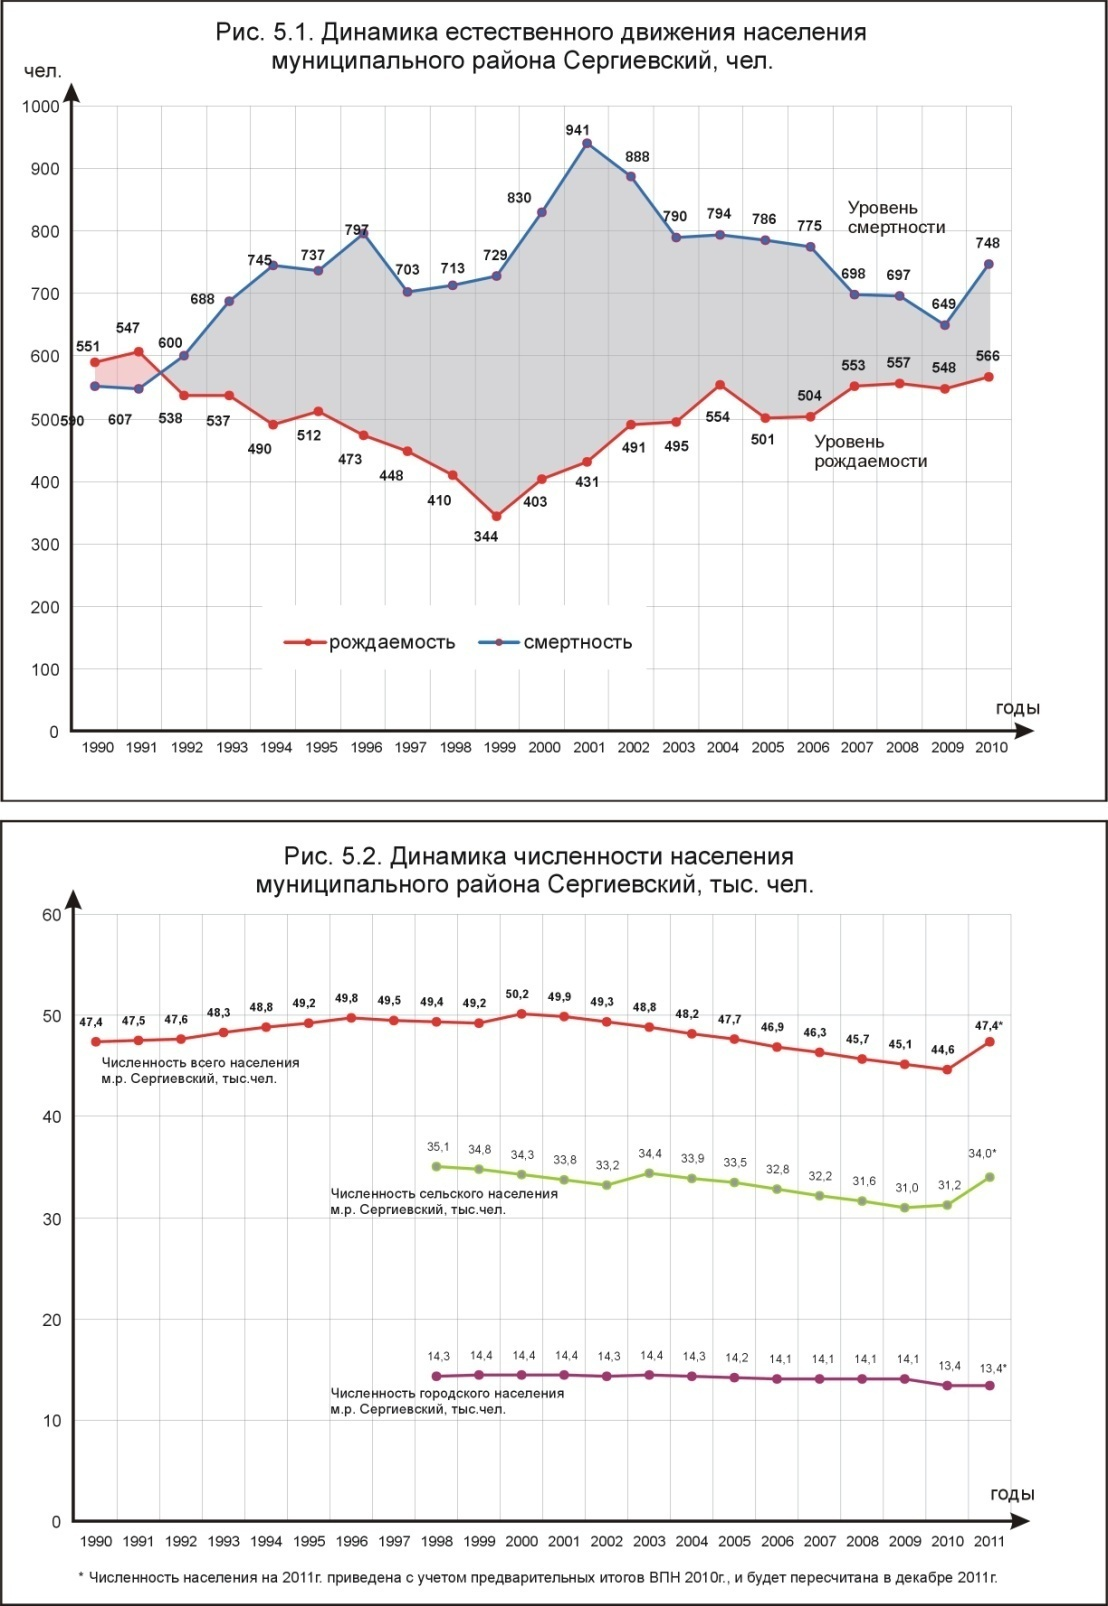 Рис. 5.1. Динамика естественного движения населения
муниципального района Сергиевский, чел.
чел.
1000
900
800
700
600
500
400
300
200
100
0
941
888
830
790 794 786 775
797
745 737 703 713 729
688
698 697 649 748
600
551 547
590 607 538 537
490 512 473 448 410 344 403 431
491 495 554 501 504
553 557 548 566
Уровень
смертности
Уровень
рождаемости
рождаемость смертность
годы
1990 1991 1992 1993 1994 1995 1996 1997 1998 1999 2000 2001 2002 2003 2004 2005 2006 2007 2008 2009 2010
Рис. 5.2. Динамика численности населения
муниципального района Сергиевский, тыс. чел.
60
50
40
30
20
10
0
47,4 47,5 47,6 48,3 48,8 49,2 49,8 49,5 49,4 49,2 50,2 49,9 49,3 48,8 48,2 47,7 46,9 46,3 45,7 45,1 44,6 47,4*
Численность всего населения
м.р. Сергиевский, тыс.чел.
35,1 34,8 34,3 33,8 33,2 34,4 33,9 33,5 32,8 32,2 31,6 31,0 31,2 34,0*
Численность сельского населения
м.р. Сергиевский, тыс.чел.
14,3 14,4 14,4 14,4 14,3 14,4 14,3 14,2 14,1 14,1 14,1 14,1 13,4 13,4*
Численность городского населения
м.р. Сергиевский, тыс.чел.
годы
1990 1991 1992 1993 1994 1995 1996 1997 1998 1999 2000 2001 2002 2003 2004 2005 2006 2007 2008 2009 2010 2011
* Численность населения на 2011г. приведена с учетом предварительных итогов ВПН 2010г., и будет пересчитана в декабре 2011г.